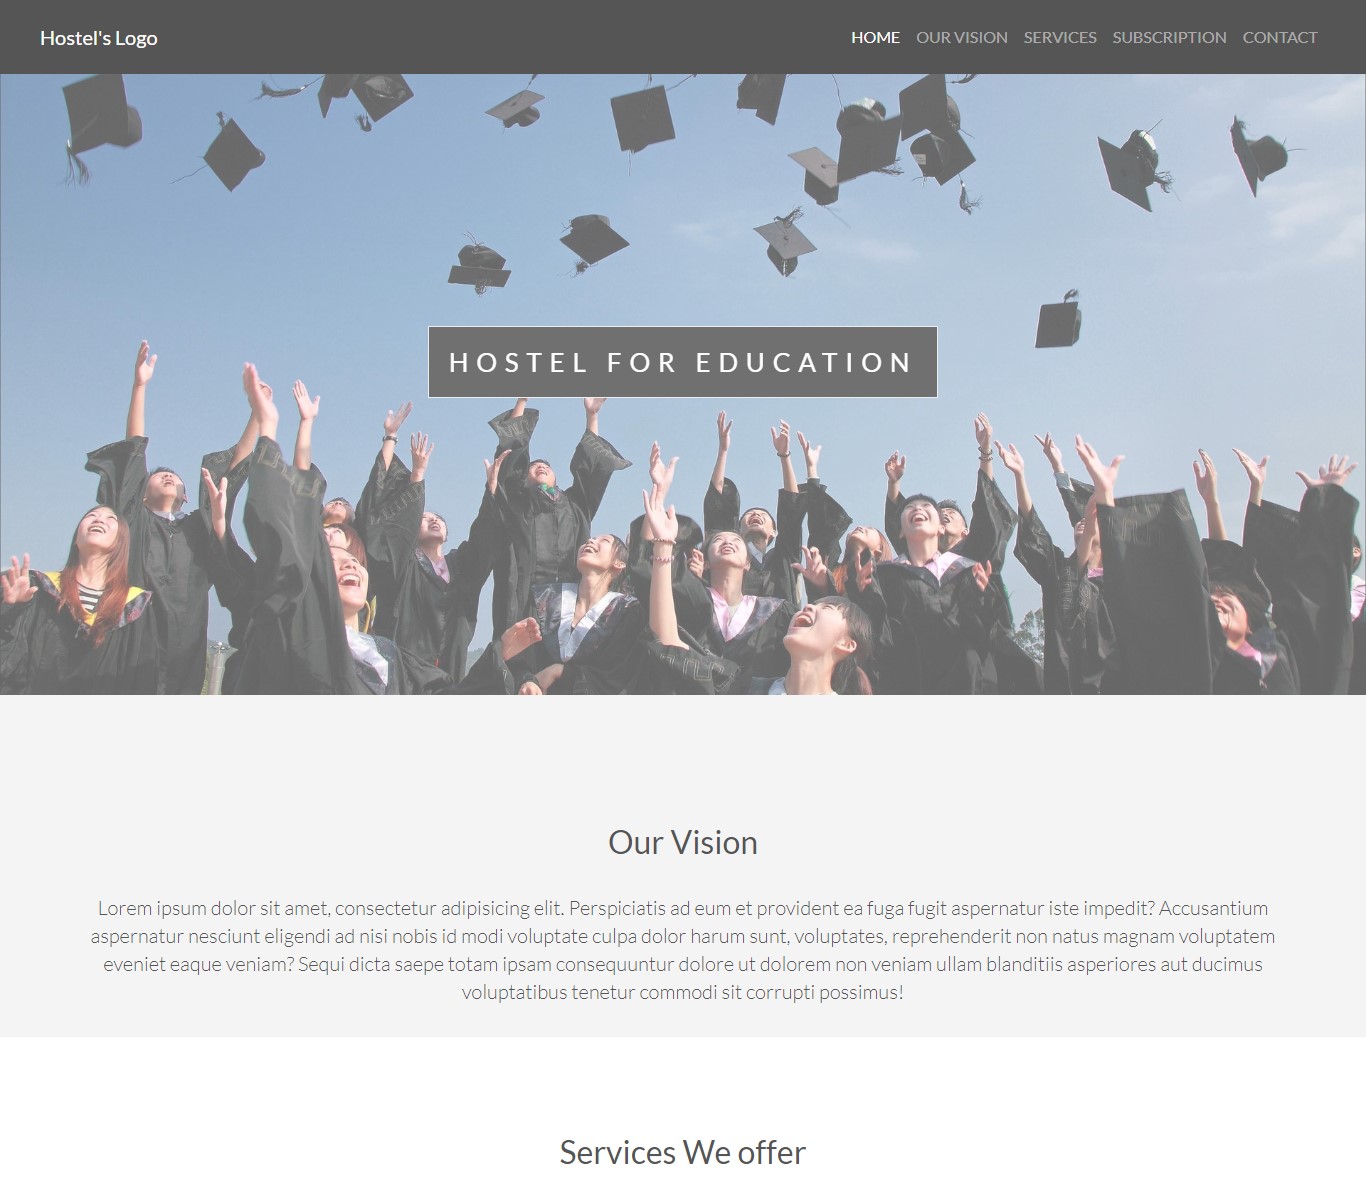 Hostel's Logo
HOME OUR VISION SERVICES SUBSCRIPTION CONTACT
HOSTEL FOR EDUCATION
Our Vision
Lorem ipsum dolor sit amet, consectetur adipisicing elit. Perspiciatis ad eum et provident ea fuga fugit aspernatur iste impedit? Accusantium
aspernatur nesciunt eligendi ad nisi nobis id modi voluptate culpa dolor harum sunt, voluptates, reprehenderit non natus magnam voluptatem
eveniet eaque veniam? Sequi dicta saepe totam ipsam consequuntur dolore ut dolorem non veniam ullam blanditiis asperiores aut ducimus
voluptatibus tenetur commodi sit corrupti possimus!
Services We offer